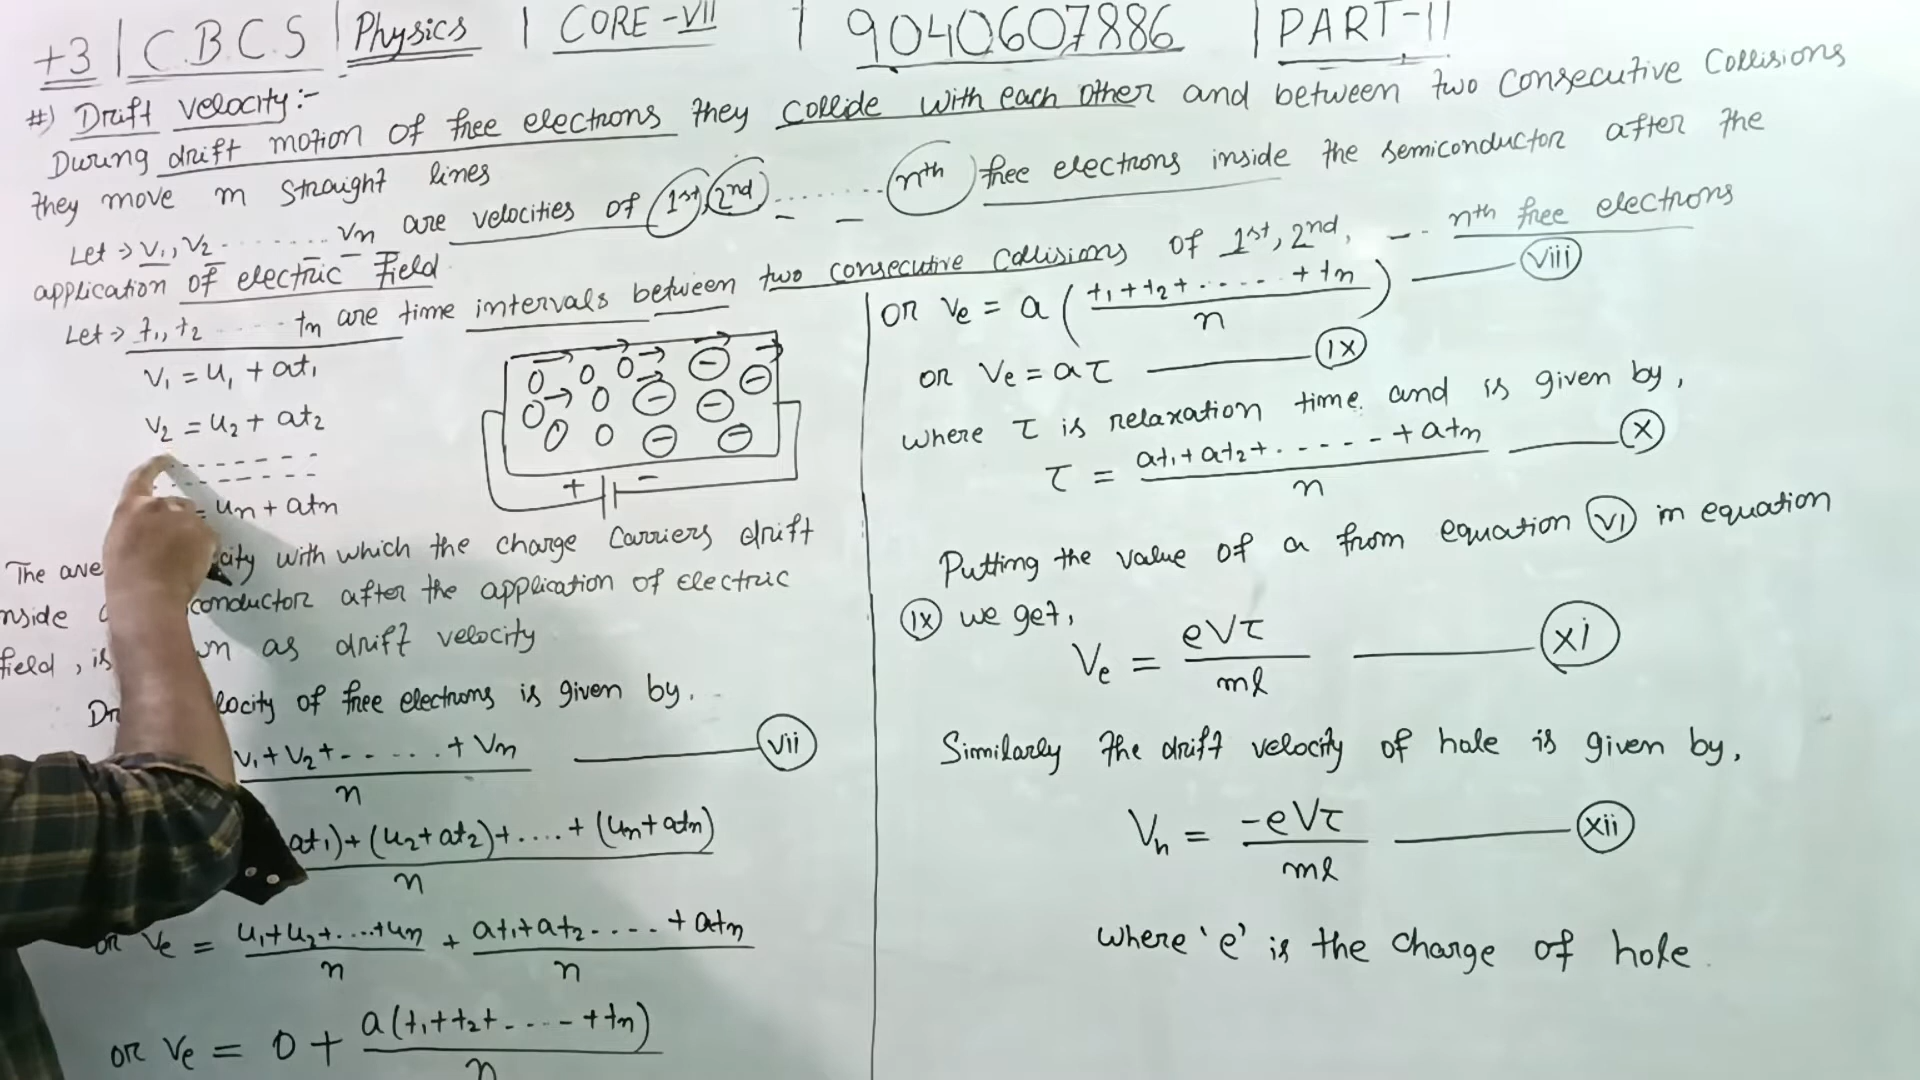 +3 | C.B.C.S | Physics | CORE-VII | 9040607886 | PART-II
#) Drift velocity:-
During drift motion of free electrons they collide with each other and between two consecutive collisions
they move in straight lines
Let → v₁, v₂ ........ vn are velocities of 1st, 2nd, ....... nth free electrons inside the semiconductor after the
application of electric field
Let → t₁, t₂ ..... tn are time intervals between two consecutive collisions of 1st, 2nd, -- nth free electrons
v₁ = u₁ + at₁
v₂ = u₂ + at₂
= un + atn
+ -
The ave city with which the charge carriers drift
nside conductor after the application of electric
field, is as drift velocity
locity of free electrons is given by.
v₁ + v₂ + ...... + vn / n (vii)
at₁) + (u₂ + at₂) + .... + (un + atn) / n
or ve = u₁ + u₂ + .... + un / n + at₁ + at₂ ..... + atn / n
or ve = 0 + a(t₁ + t₂ + ..... + tn) / n
or ve = a ( t₁ + t₂ + ..... + tn / n ) (viii)
or ve = aτ (ix)
where τ is relaxation time and is given by,
τ = at₁ + at₂ + ...... + atn / n (x)
Putting the value of a from equation (vi) in equation
(ix) we get,
Ve = eVτ / ml (xi)
Similarly the drift velocity of hole is given by,
Vh = -eVτ / ml (xii)
where 'e' is the charge of hole.